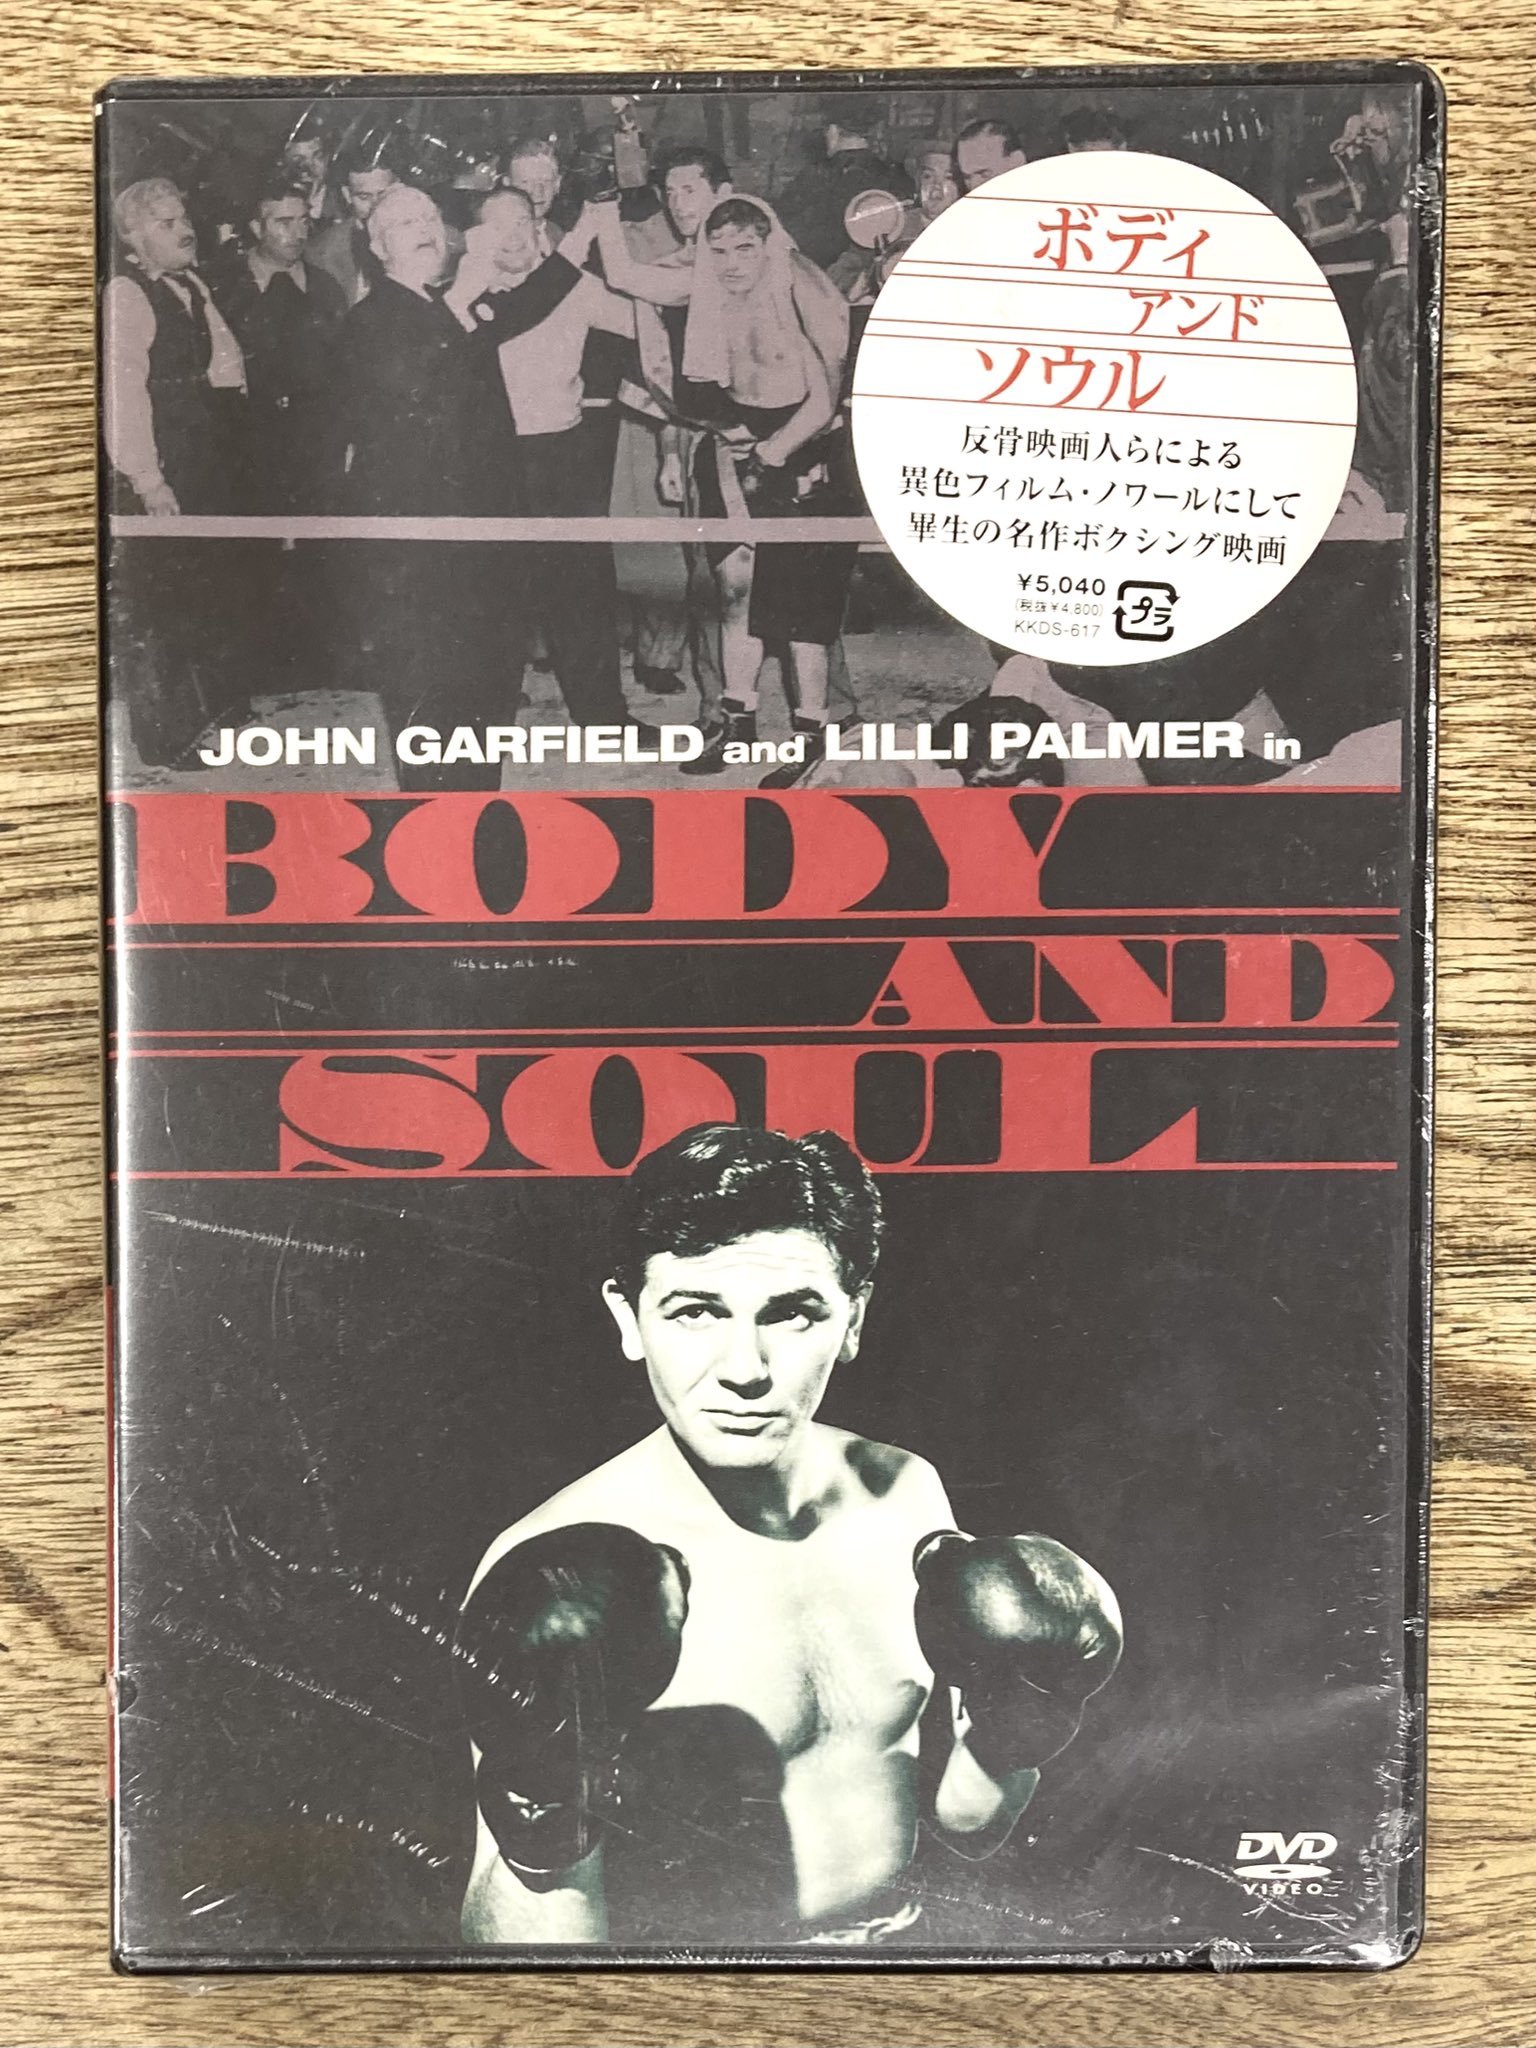 ボディ
アンド
ソウル
反骨映画人らによる
異色フィルム・ノワールにして
畢生の名作ボクシング映画
¥5,040
(税抜¥4,800)
KKDS-617
プラ
JOHN GARFIELD and LILLI PALMER in
BODY
AND
SOUL
DVD
VIDEO